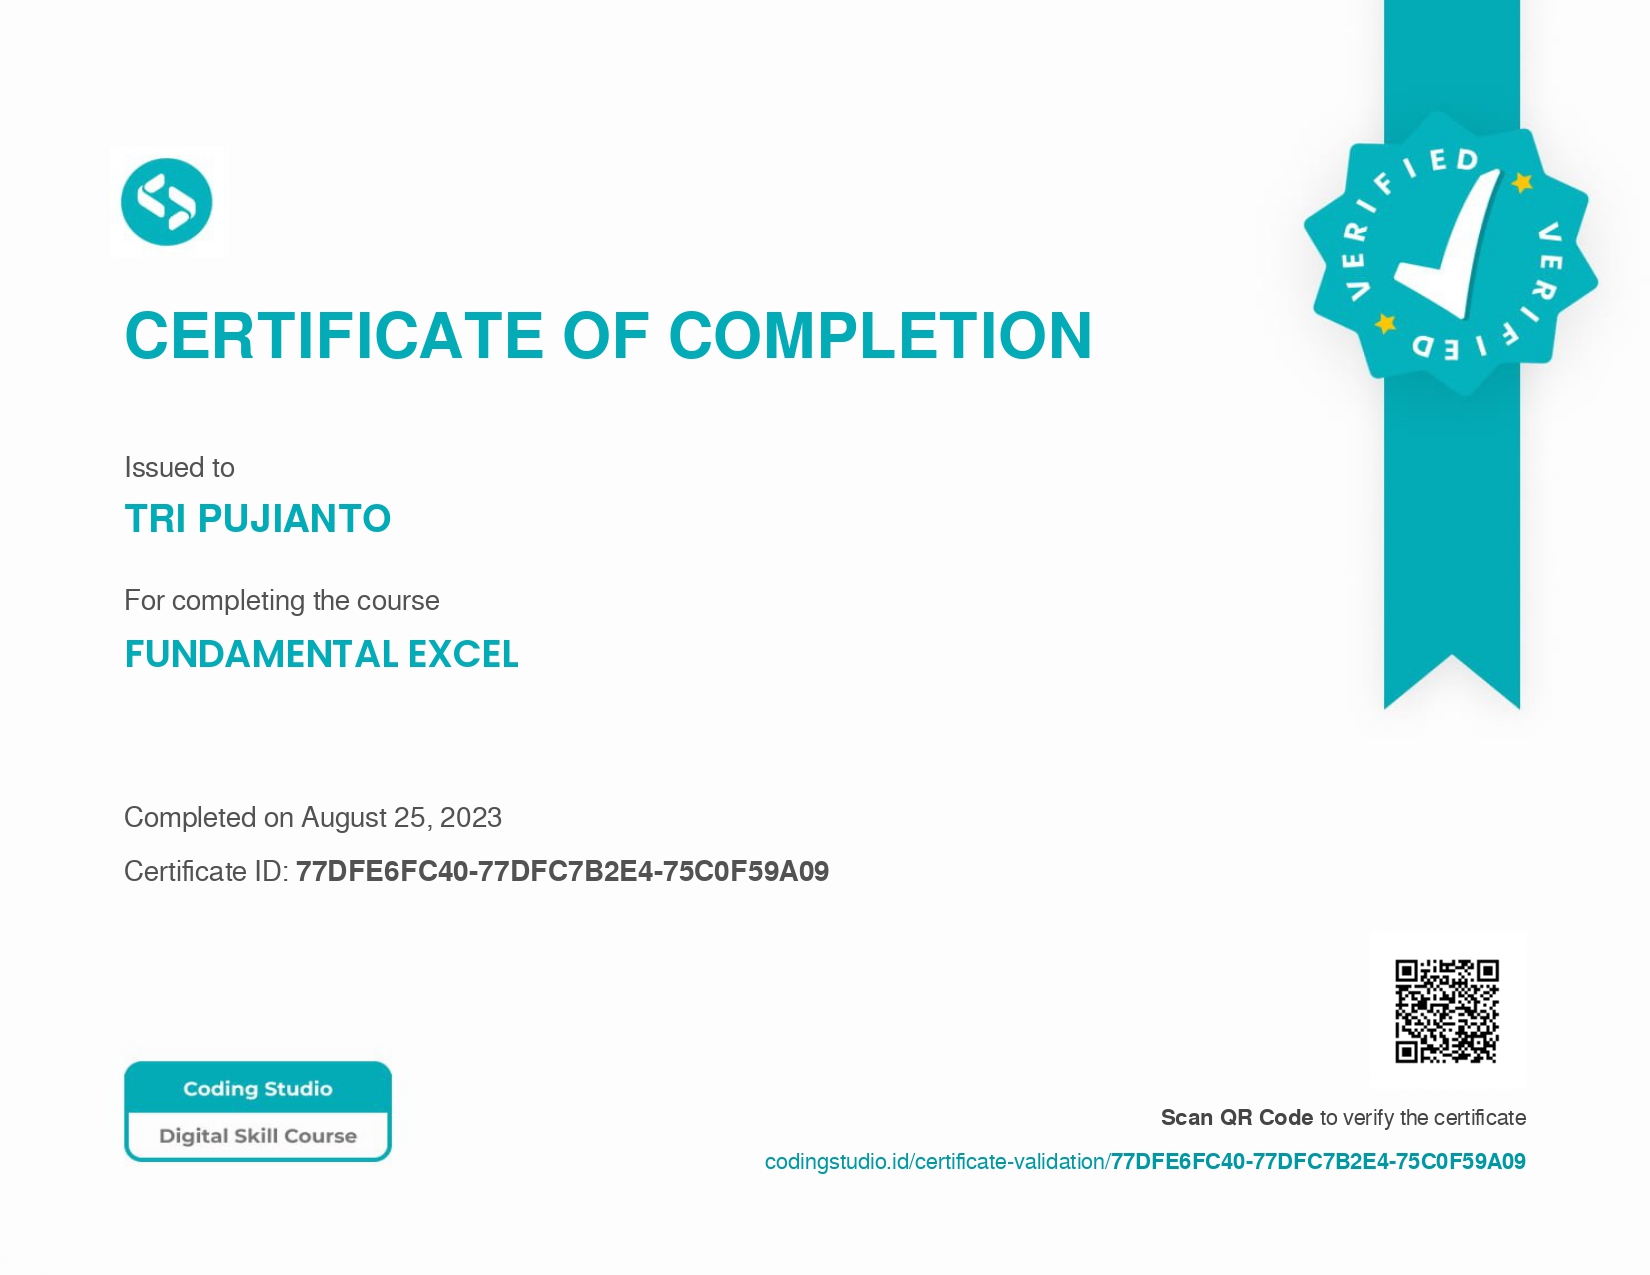 VERIFIED VERIFIED
CERTIFICATE OF COMPLETION
Issued to
TRI PUJIANTO
For completing the course
FUNDAMENTAL EXCEL
Completed on August 25, 2023
Certificate ID: 77DFE6FC40-77DFC7B2E4-75C0F59A09
Coding Studio
Digital Skill Course
Scan QR Code to verify the certificate
codingstudio.id/certificate-validation/77DFE6FC40-77DFC7B2E4-75C0F59A09